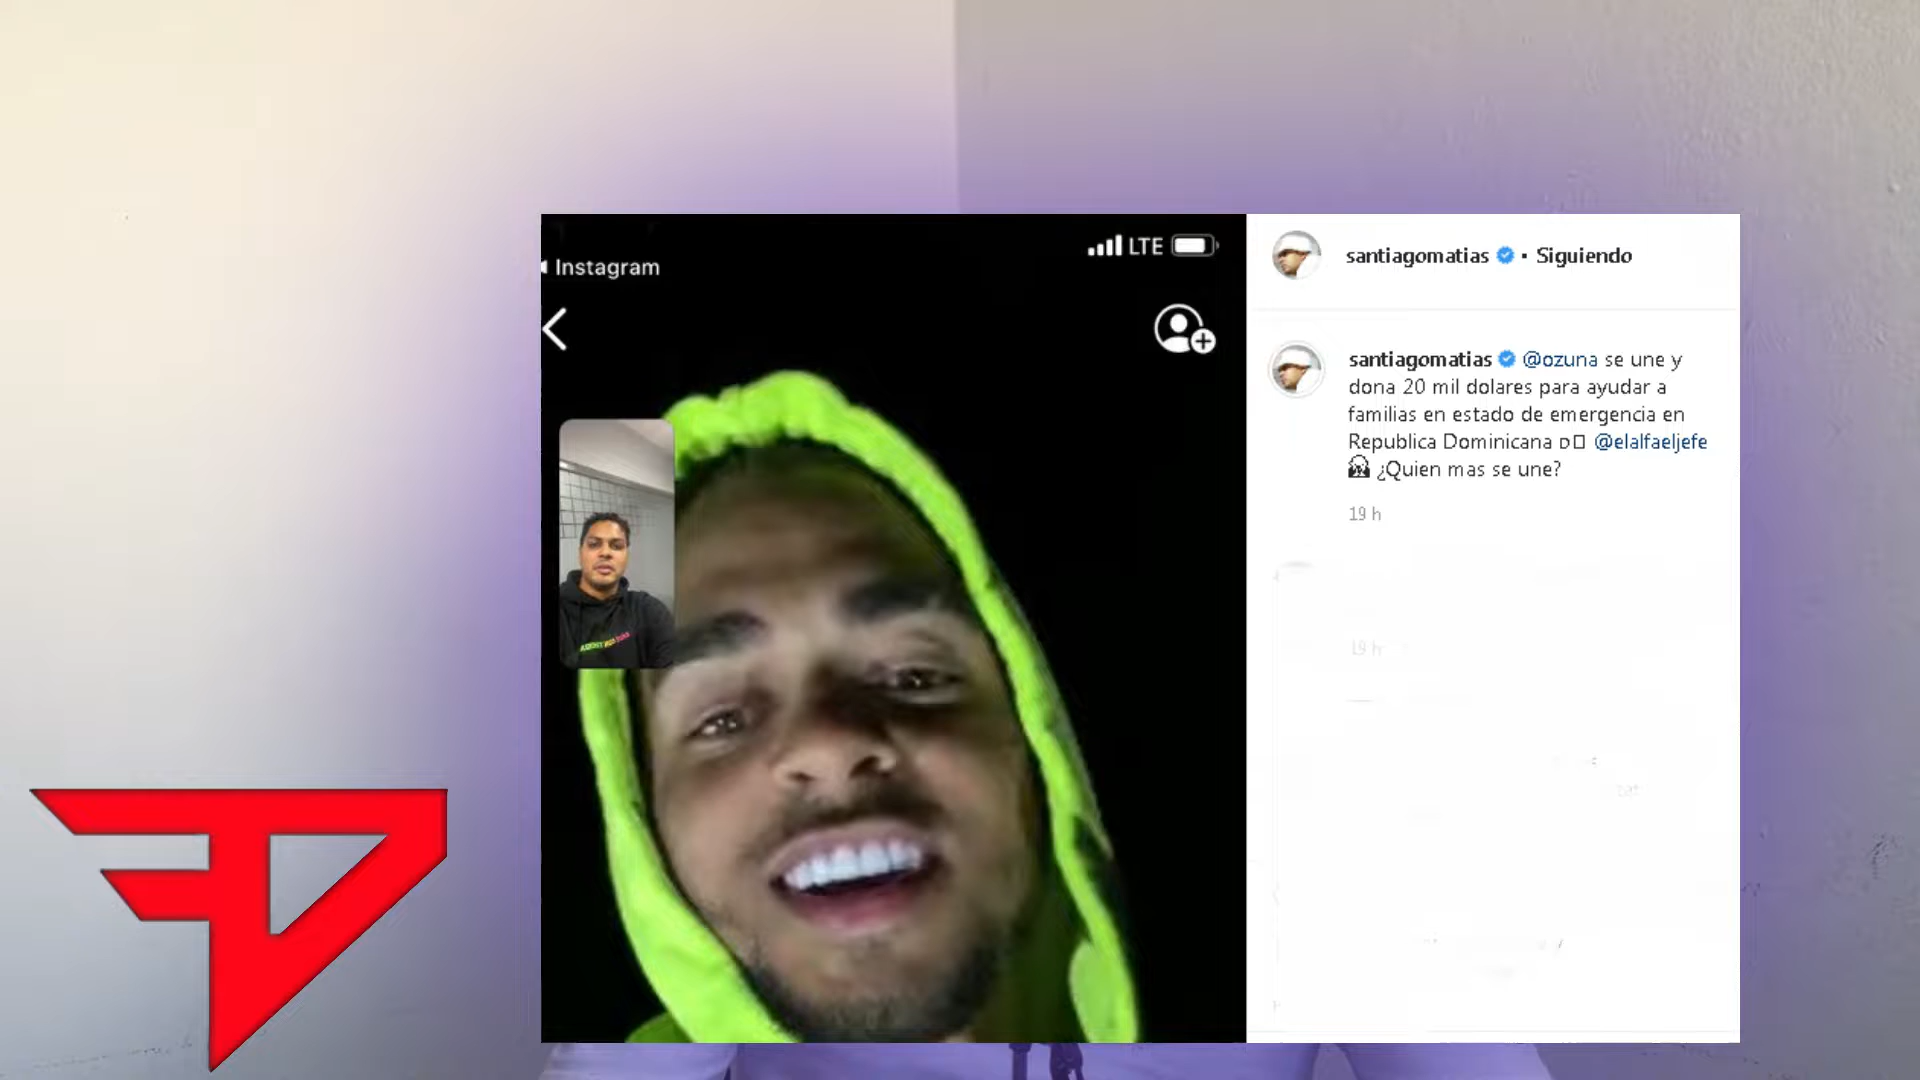 LTE
Instagram
santiagomatias • Siguiendo
santiagomatias @ozuna se une y
dona 20 mil dolares para ayudar a
familias en estado de emergencia en
Republica Dominicana @elalfaeljefe
¿Quien mas se une?
19 h
19 h